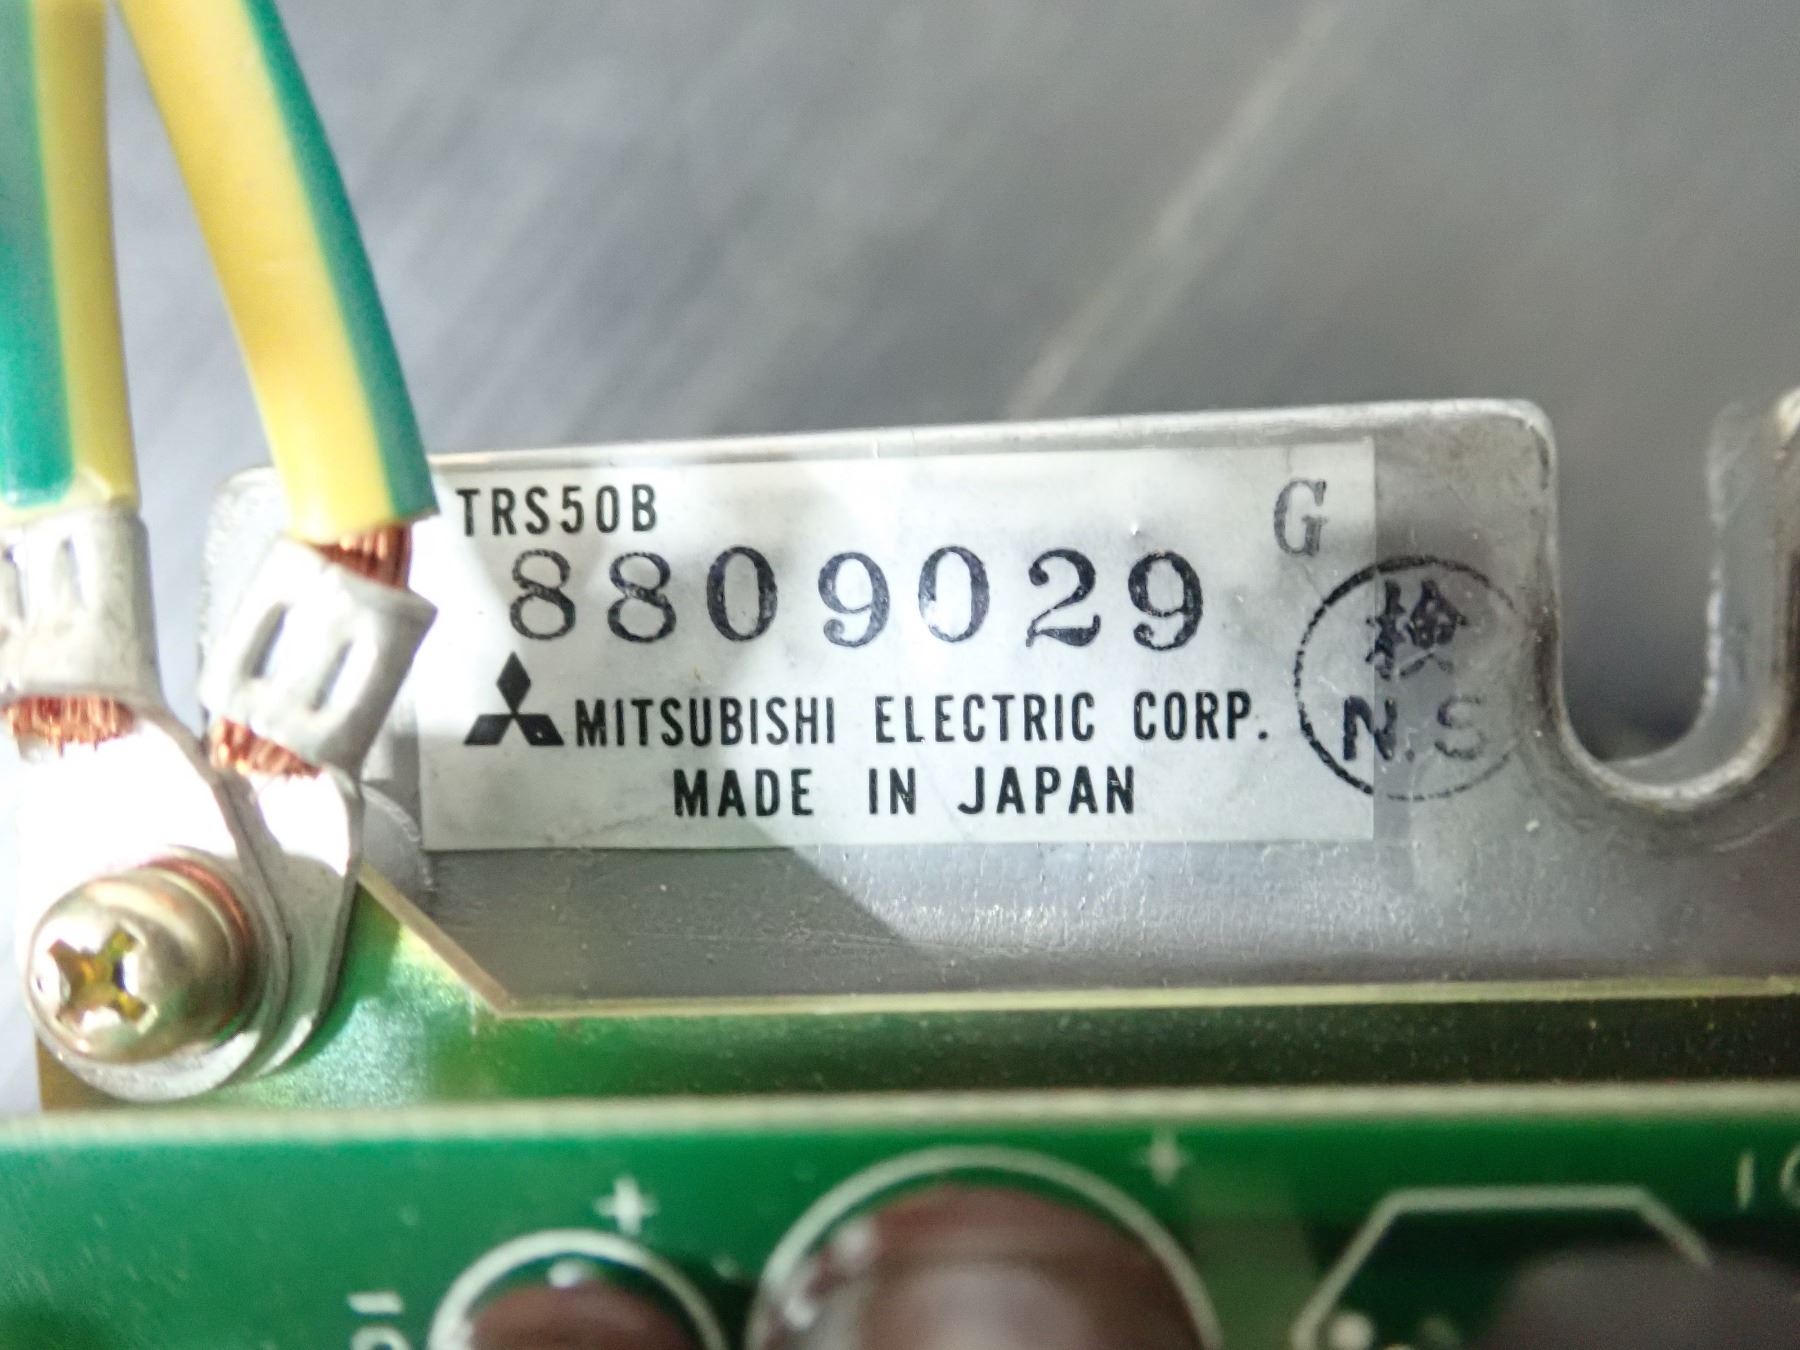 TRS50B
G
8809029
MITSUBISHI ELECTRIC CORP.
MADE IN JAPAN
検
N.S
+
+